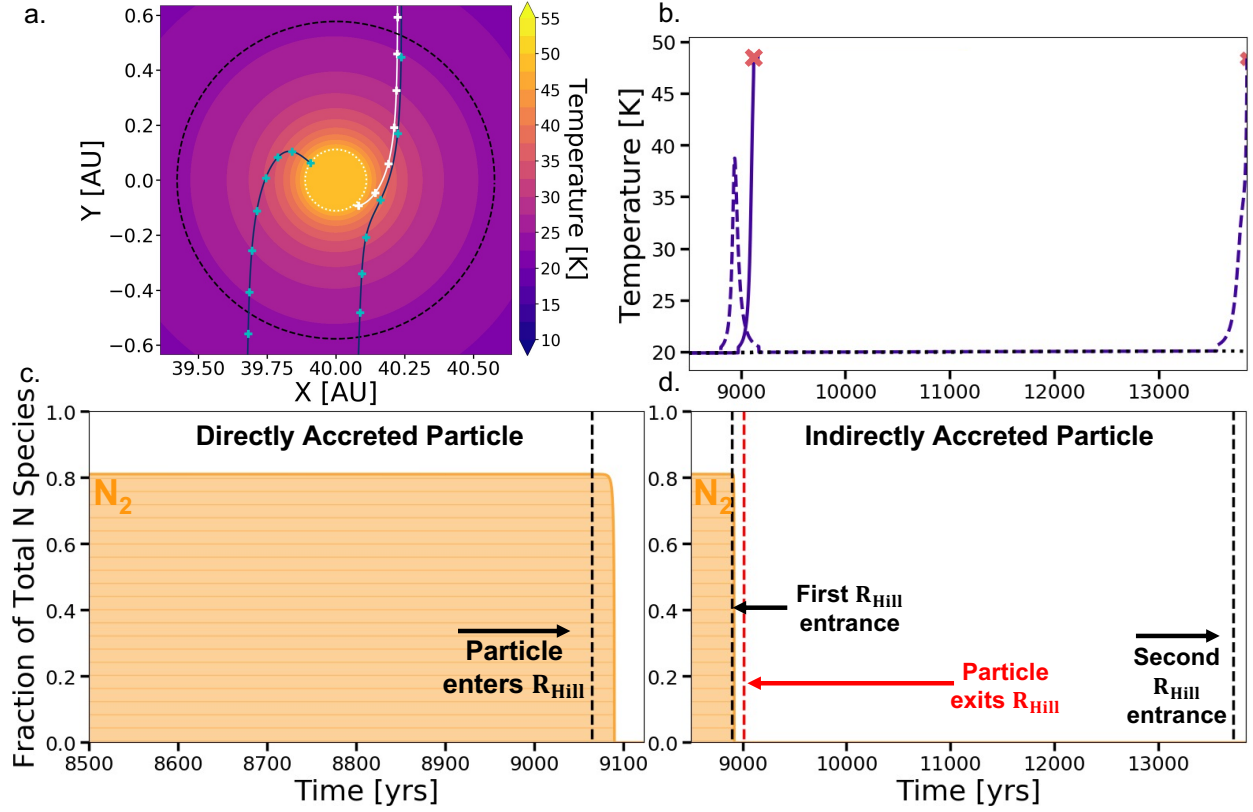 a.
0.6
0.4
0.2
0.0
−0.2
−0.4
−0.6
Y [AU]
39.50 39.75 40.00 40.25 40.50
X [AU]
55
50
45
40
35
30
25
20
15
10
Temperature [K]
b.
50
45
40
35
30
25
20
Temperature [K]
9000 10000 11000 12000 13000
c.
Directly Accreted Particle
N2
1.0
0.8
0.6
0.4
0.2
0.0
Fraction of Total N Species
Particle
enters RHill
8500 8600 8700 8800 8900 9000 9100
Time [yrs]
d.
Indirectly Accreted Particle
N2
1.0
0.8
0.6
0.4
0.2
0.0
First RHill
entrance
Particle
exits RHill
Second
RHill
entrance
9000 10000 11000 12000 13000
Time [yrs]